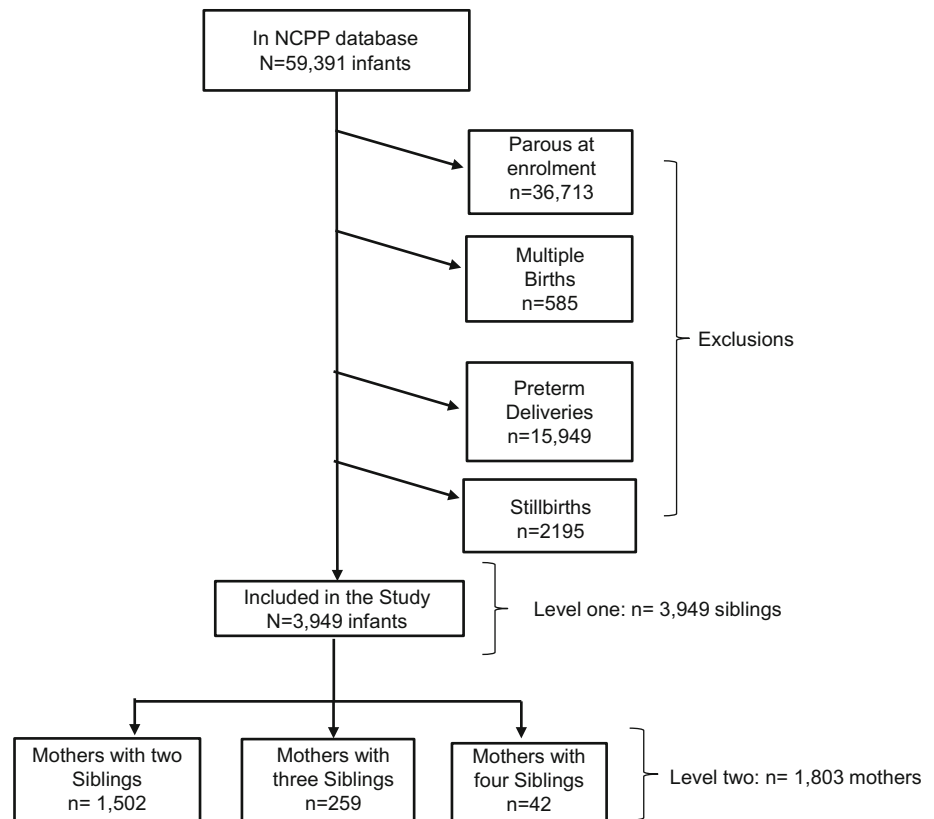 In NCPP database
N=59,391 infants
Parous at
enrolment
n=36,713
Multiple
Births
n=585
Exclusions
Preterm
Deliveries
n=15,949
Stillbirths
n=2195
Included in the Study
N=3,949 infants
Level one: n= 3,949 siblings
Mothers with two
Siblings
n= 1,502
Mothers with
three Siblings
n=259
Mothers with
four Siblings
n=42
Level two: n= 1,803 mothers